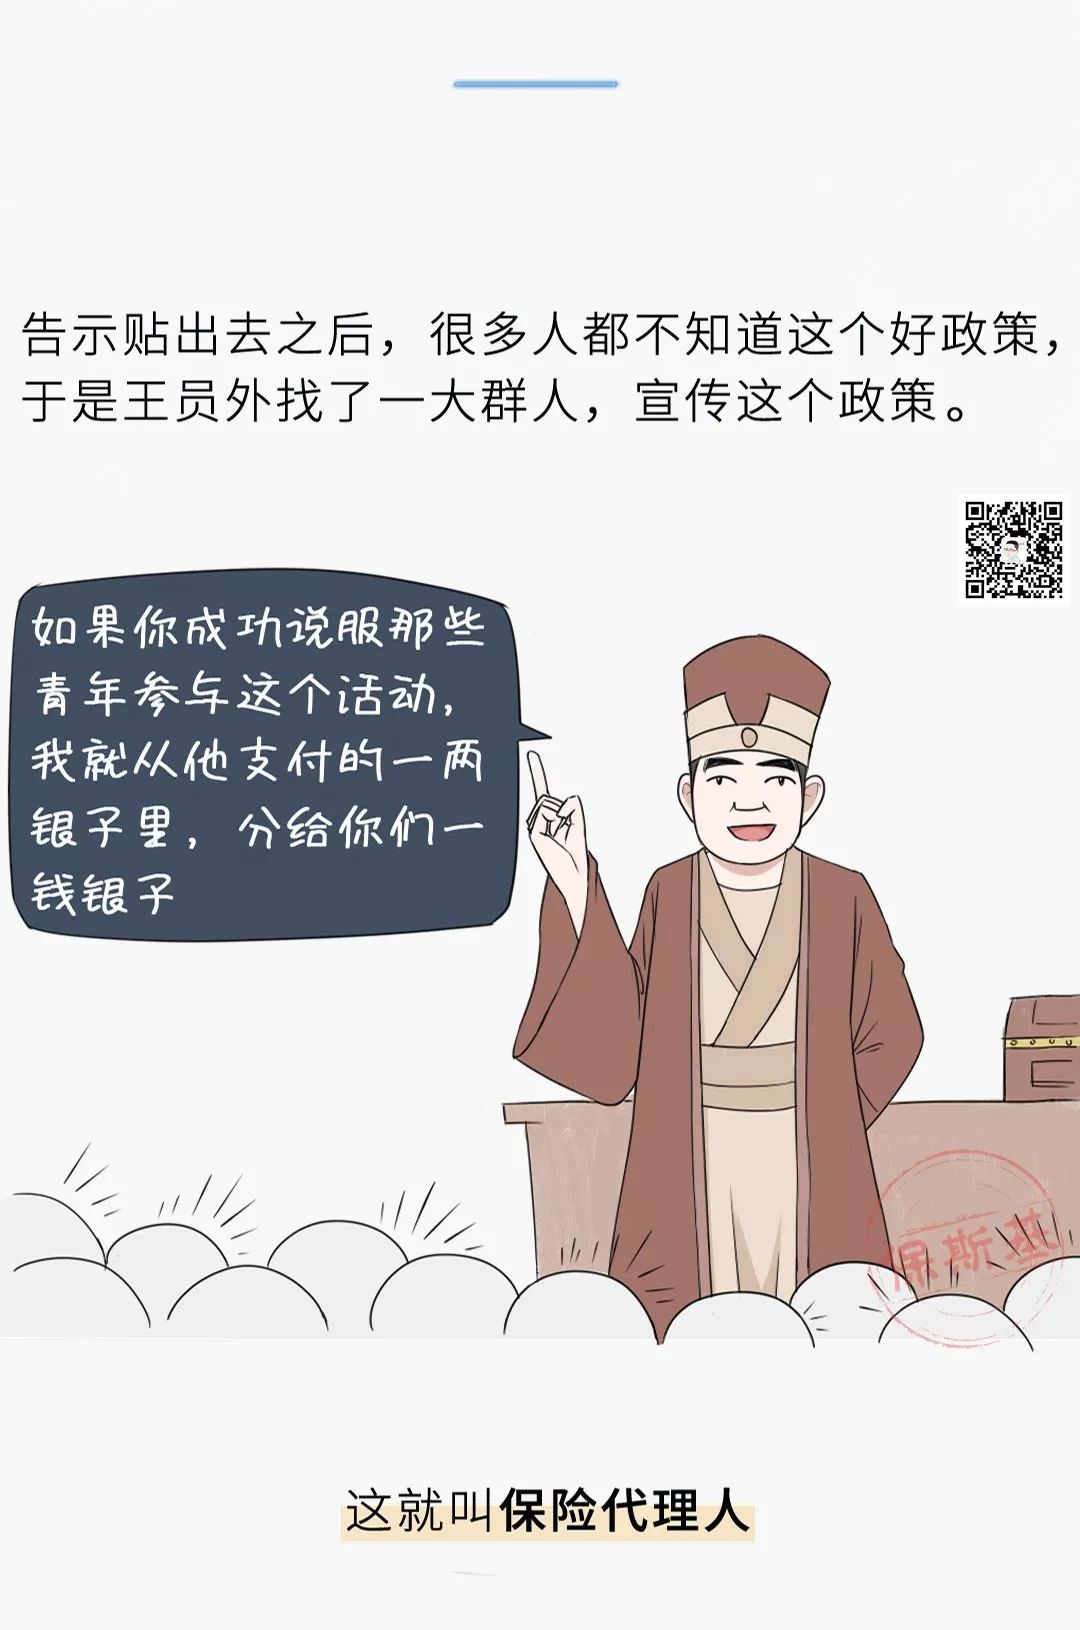 告示贴出去之后，很多人都不知道这个好政策，
于是王员外找了一大群人，宣传这个政策。
如果你成功说服那些
青年参与这个活动，
我就从他支付的一两
银子里，分给你们一
钱银子
保斯基
这就叫保险代理人